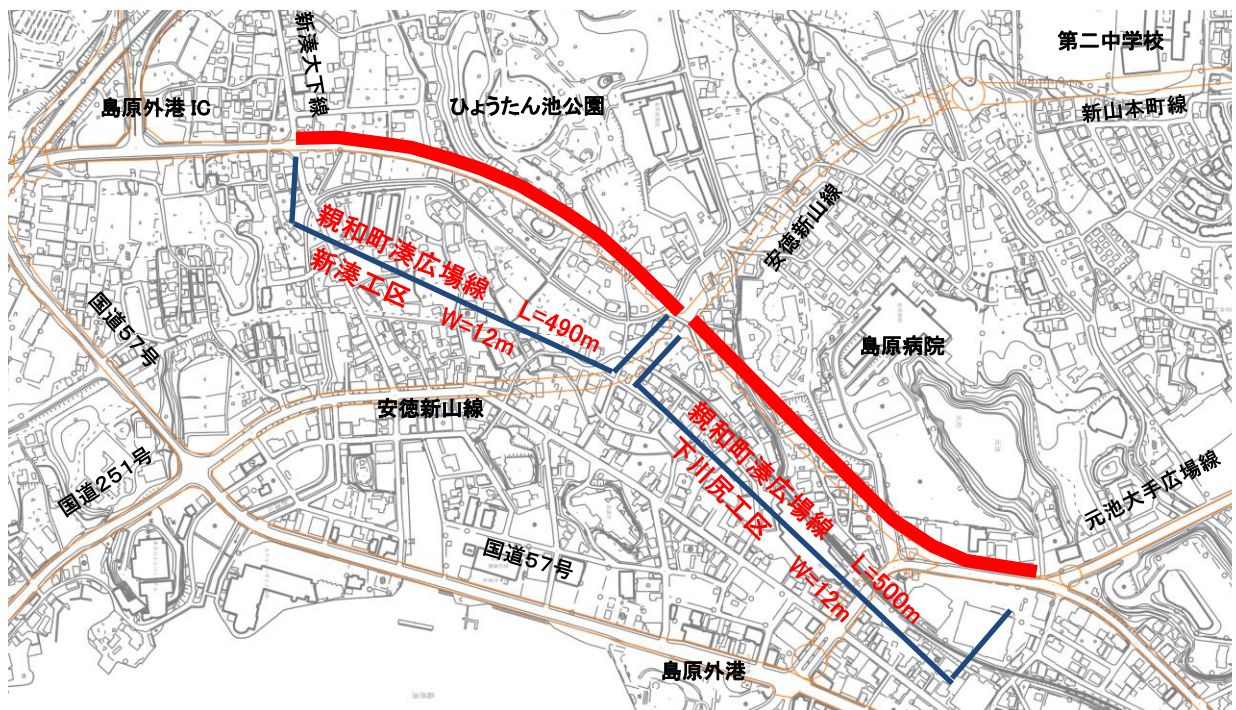 新湊大下線
第二中学校
島原外港 IC
ひょうたん池公園
新山本町線
安徳新山線
親和町湊広場線
新湊工区
W=12m
L=490m
国道57号
島原病院
安徳新山線
親和町湊広場線
下川尻工区
W=12m
L=500m
国道251号
元池大手広場線
国道57号
島原外港